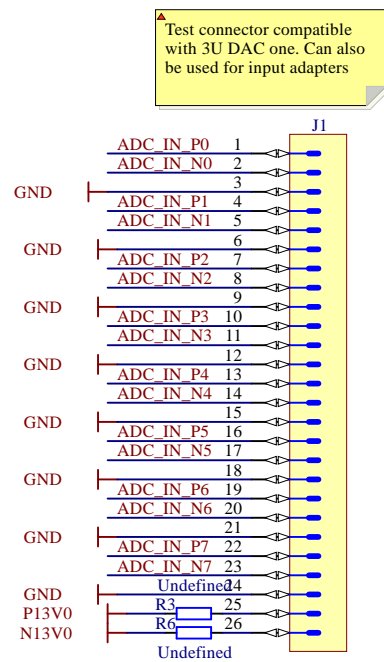 Test connector compatible
with 3U DAC one. Can also
be used for input adapters
J1
ADC_IN_P0 1
ADC_IN_N0 2
GND 3
ADC_IN_P1 4
ADC_IN_N1 5
GND 6
ADC_IN_P2 7
ADC_IN_N2 8
GND 9
ADC_IN_P3 10
ADC_IN_N3 11
GND 12
ADC_IN_P4 13
ADC_IN_N4 14
GND 15
ADC_IN_P5 16
ADC_IN_N5 17
GND 18
ADC_IN_P6 19
ADC_IN_N6 20
GND 21
ADC_IN_P7 22
ADC_IN_N7 23
Undefined
GND 24
P13V0 R3 25
N13V0 R6 26
Undefined